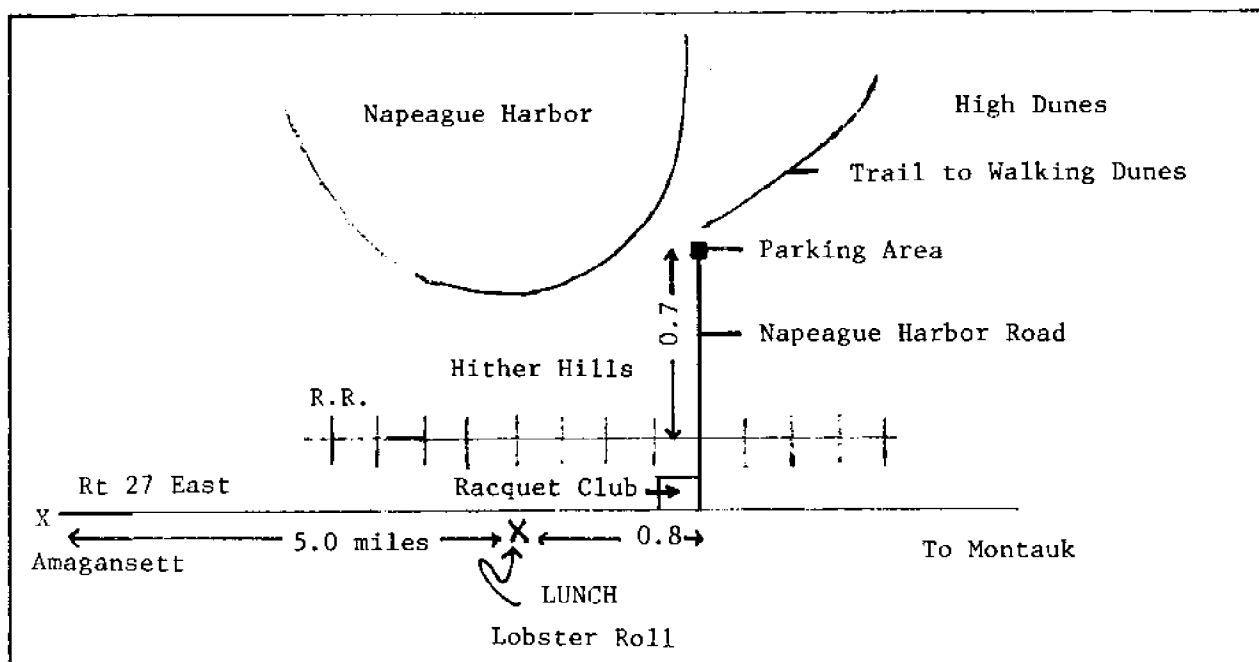 Napeague Harbor
High Dunes
Trail to Walking Dunes
Parking Area
0.7
Napeague Harbor Road
Hither Hills
R.R.
Rt 27 East
Racquet Club
X
5.0 miles
X
0.8
Amagansett
To Montauk
LUNCH
Lobster Roll